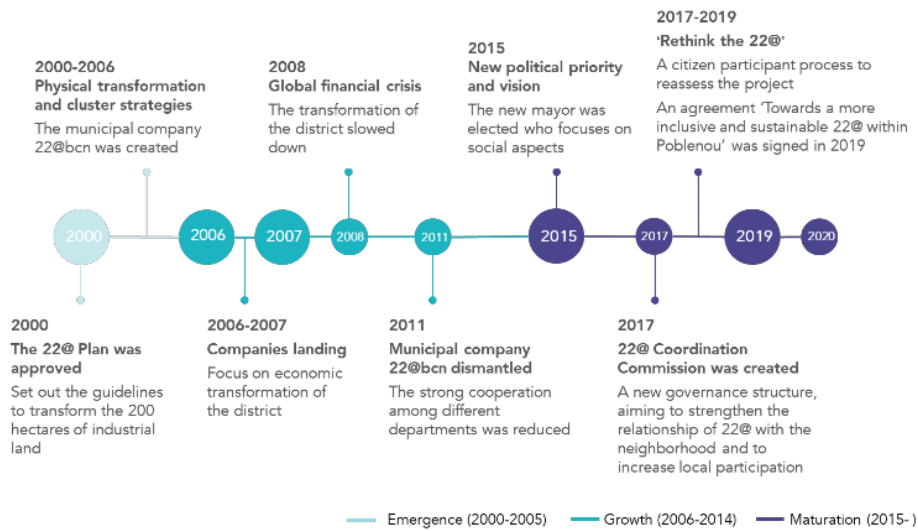 2000-2006
Physical transformation
and cluster strategies
The municipal company
22@bcn was created
2008
Global financial crisis
The transformation of
the district slowed
down
2015
New political priority
and vision
The new mayor was
elected who focuses on
social aspects
2017-2019
‘Rethink the 22@’
A citizen participant process to
reassess the project
An agreement ‘Towards a more
inclusive and sustainable 22@ within
Poblenou’ was signed in 2019
2000
2006
2007
2008
2011
2015
2017
2019
2020
2000
The 22@ Plan was
approved
Set out the guidelines
to transform the 200
hectares of industrial
land
2006-2007
Companies landing
Focus on economic
transformation of
the district
2011
Municipal company
22@bcn dismantled
The strong cooperation
among different
departments was reduced
2017
22@ Coordination
Commission was created
A new governance structure,
aiming to strengthen the
relationship of 22@ with the
neighborhood and to
increase local participation
Emergence (2000-2005)
Growth (2006-2014)
Maturation (2015- )